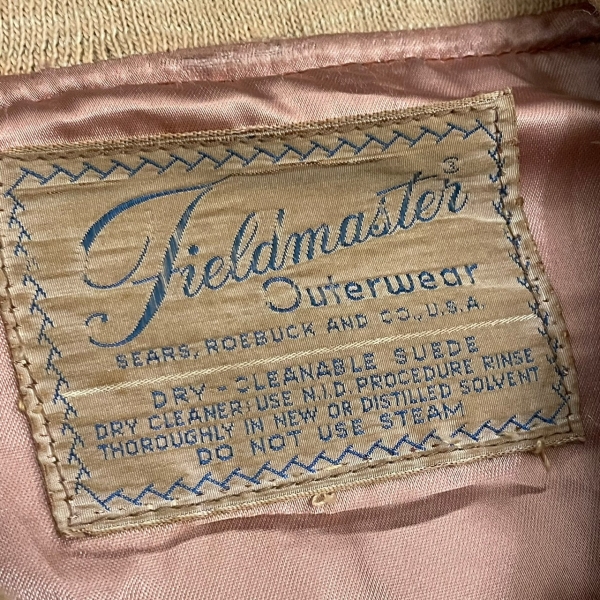 Fieldmaster ®
Outerwear
SEARS, ROEBUCK AND CO., U.S.A
DRY-CLEANABLE SUEDE
DRY CLEANER: USE N.I.D PROCEDURE RINSE
THOROUGHLY IN NEW OR DISTILLED SOLVENT
DO NOT USE STEAM